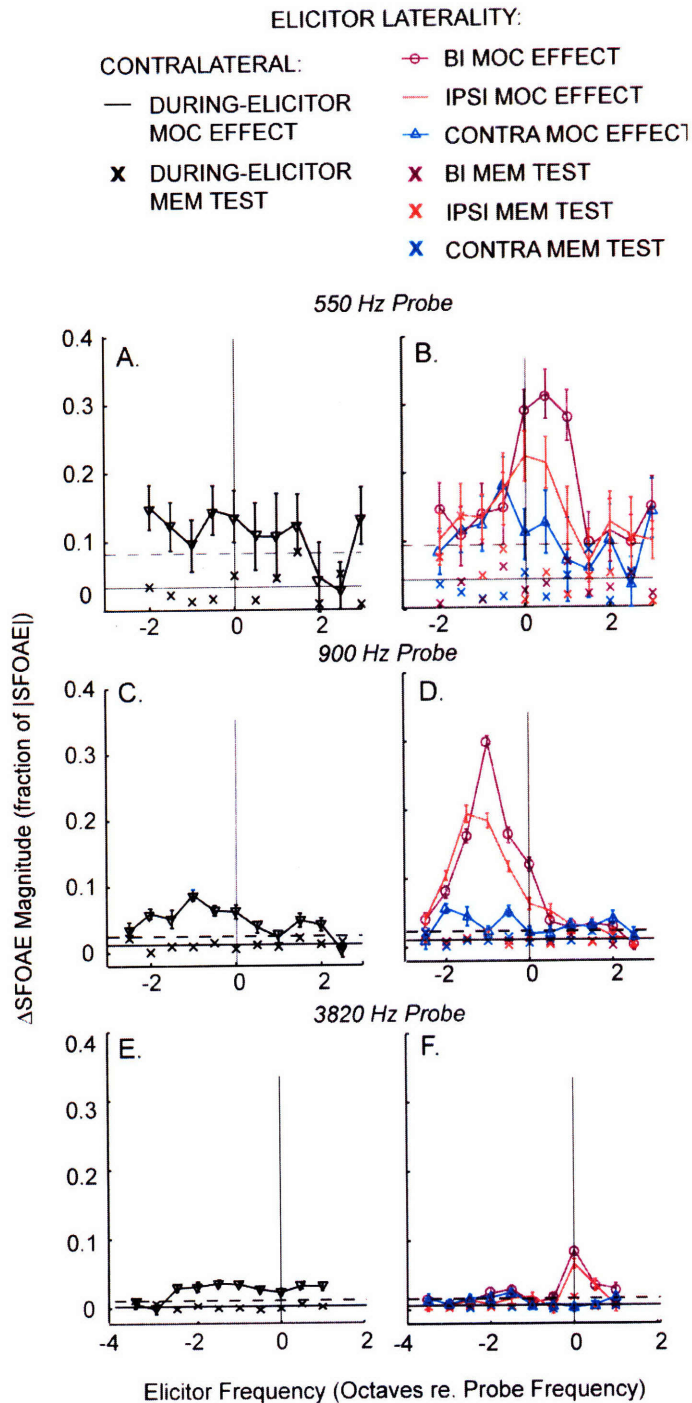 ELICITOR LATERALITY:
CONTRALATERAL:
DURING-ELICITOR
MOC EFFECT
DURING-ELICITOR
MEM TEST
BI MOC EFFECT
IPSI MOC EFFECT
CONTRA MOC EFFECT
BI MEM TEST
IPSI MEM TEST
CONTRA MEM TEST
550 Hz Probe
A.
0.4
0.3
0.2
0.1
0
-2 0 2
B.
-2 0 2
900 Hz Probe
C.
0.4
0.3
0.2
0.1
0
-2 0 2
D.
-2 0 2
3820 Hz Probe
E.
0.4
0.3
0.2
0.1
0
-4 -2 0 2
F.
-4 -2 0 2
ΔSFOAE Magnitude (fraction of |SFOAE|)
Elicitor Frequency (Octaves re. Probe Frequency)